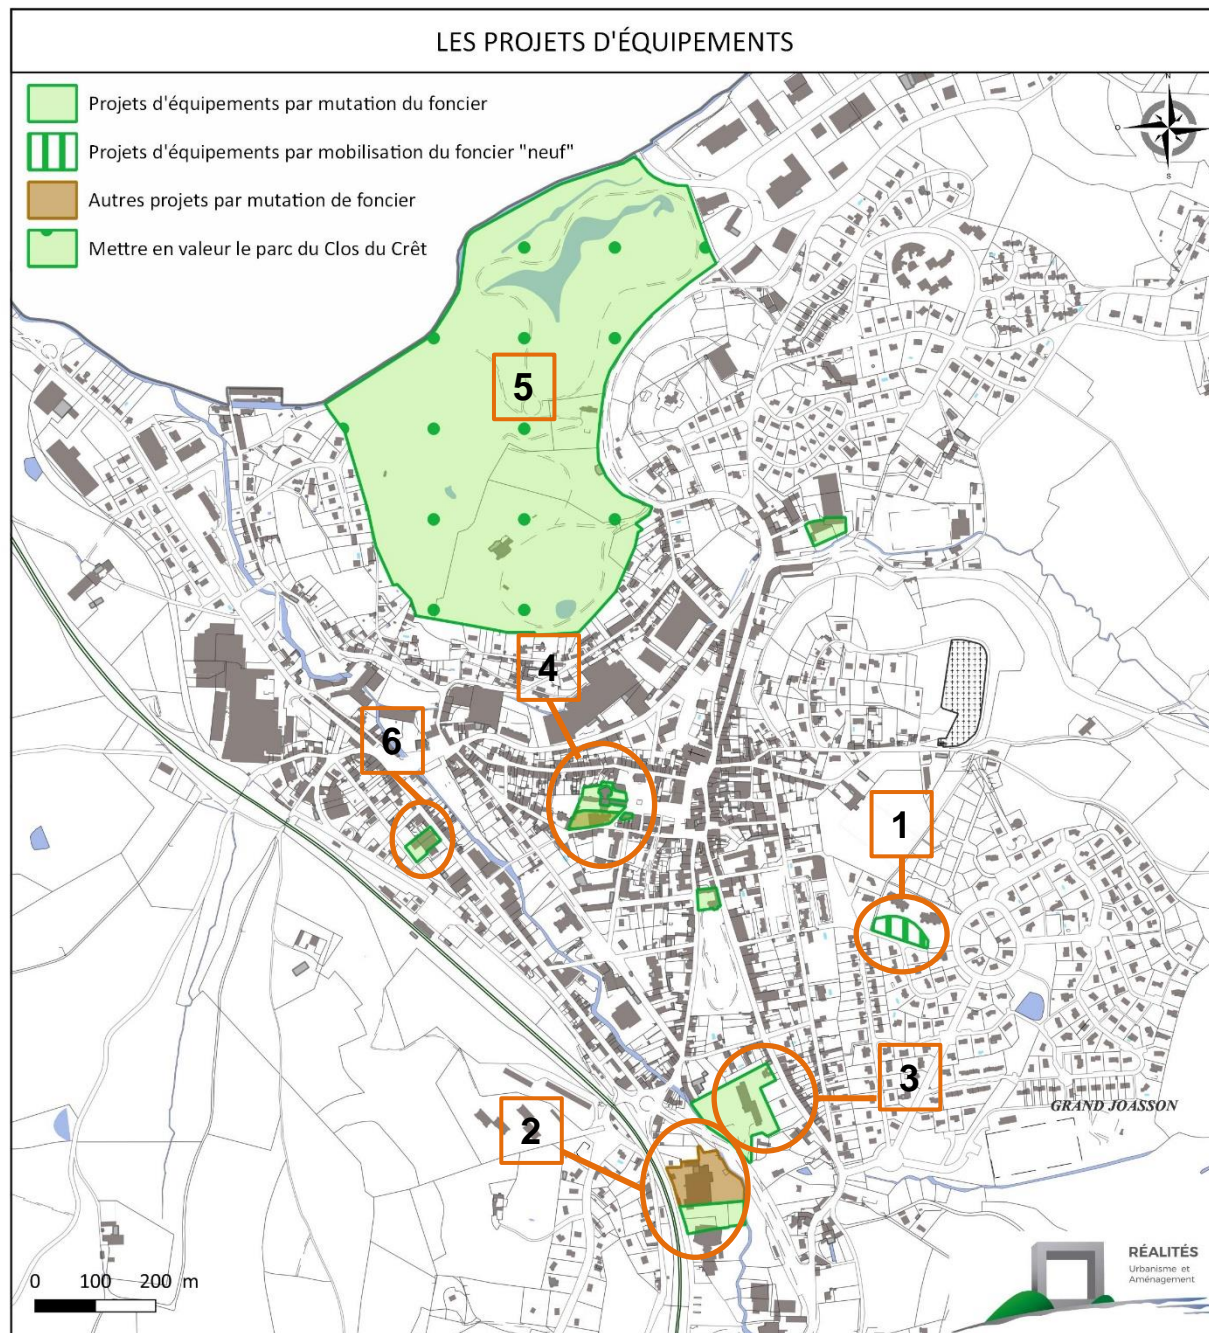 LES PROJETS D'ÉQUIPEMENTS
Projets d'équipements par mutation du foncier
Projets d'équipements par mobilisation du foncier "neuf"
Autres projets par mutation de foncier
Mettre en valeur le parc du Clos du Crêt
N
O
S
5
4
6
1
3
GRAND JOASSON
2
0 100 200 m
RÉALITÉS
Urbanisme et
Aménagement